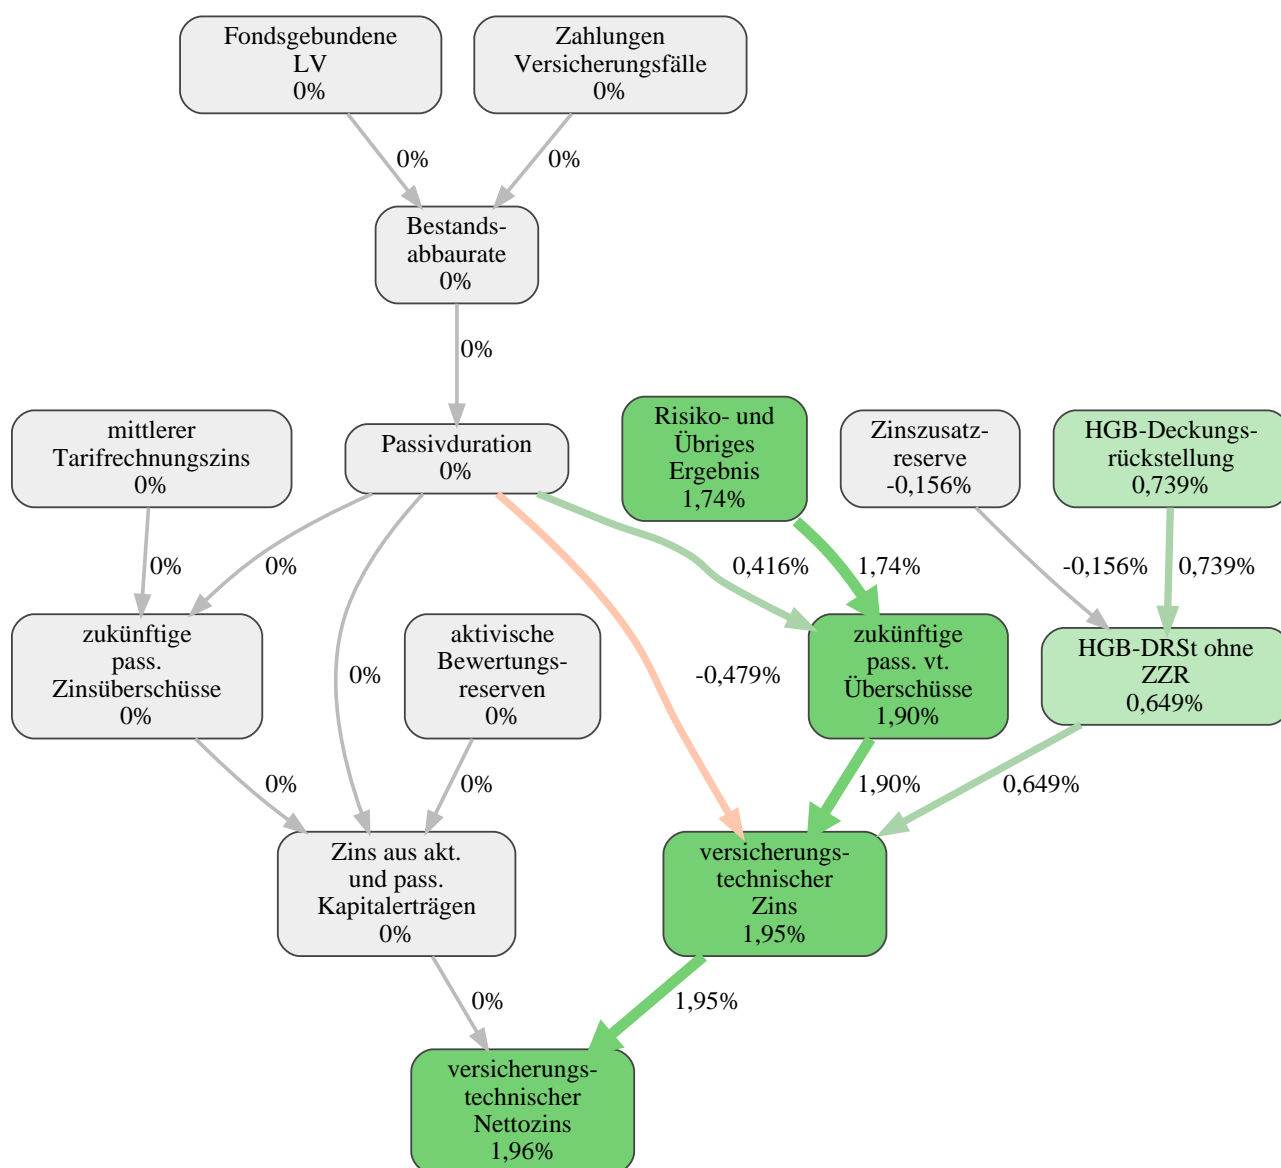 Fondsgebundene
LV
0%
Zahlungen
Versicherungsfälle
0%
0%
0%
Bestands-
abbaurate
0%
0%
mittlerer
Tarifrechnungszins
0%
Passivduration
0%
Risiko- und
Übriges
Ergebnis
1,74%
Zinszusatz-
reserve
-0,156%
HGB-Deckungs-
rückstellung
0,739%
0%
0%
0,416%
1,74%
-0,156%
0,739%
zukünftige
pass.
Zinsüberschüsse
0%
0%
aktivische
Bewertungs-
reserven
0%
-0,479%
zukünftige
pass. vt.
Überschüsse
1,90%
HGB-DRSt ohne
ZZR
0,649%
0%
0%
1,90%
0,649%
Zins aus akt.
und pass.
Kapitalerträgen
0%
versicherungs-
technischer
Zins
1,95%
0%
1,95%
versicherungs-
technischer
Nettozins
1,96%